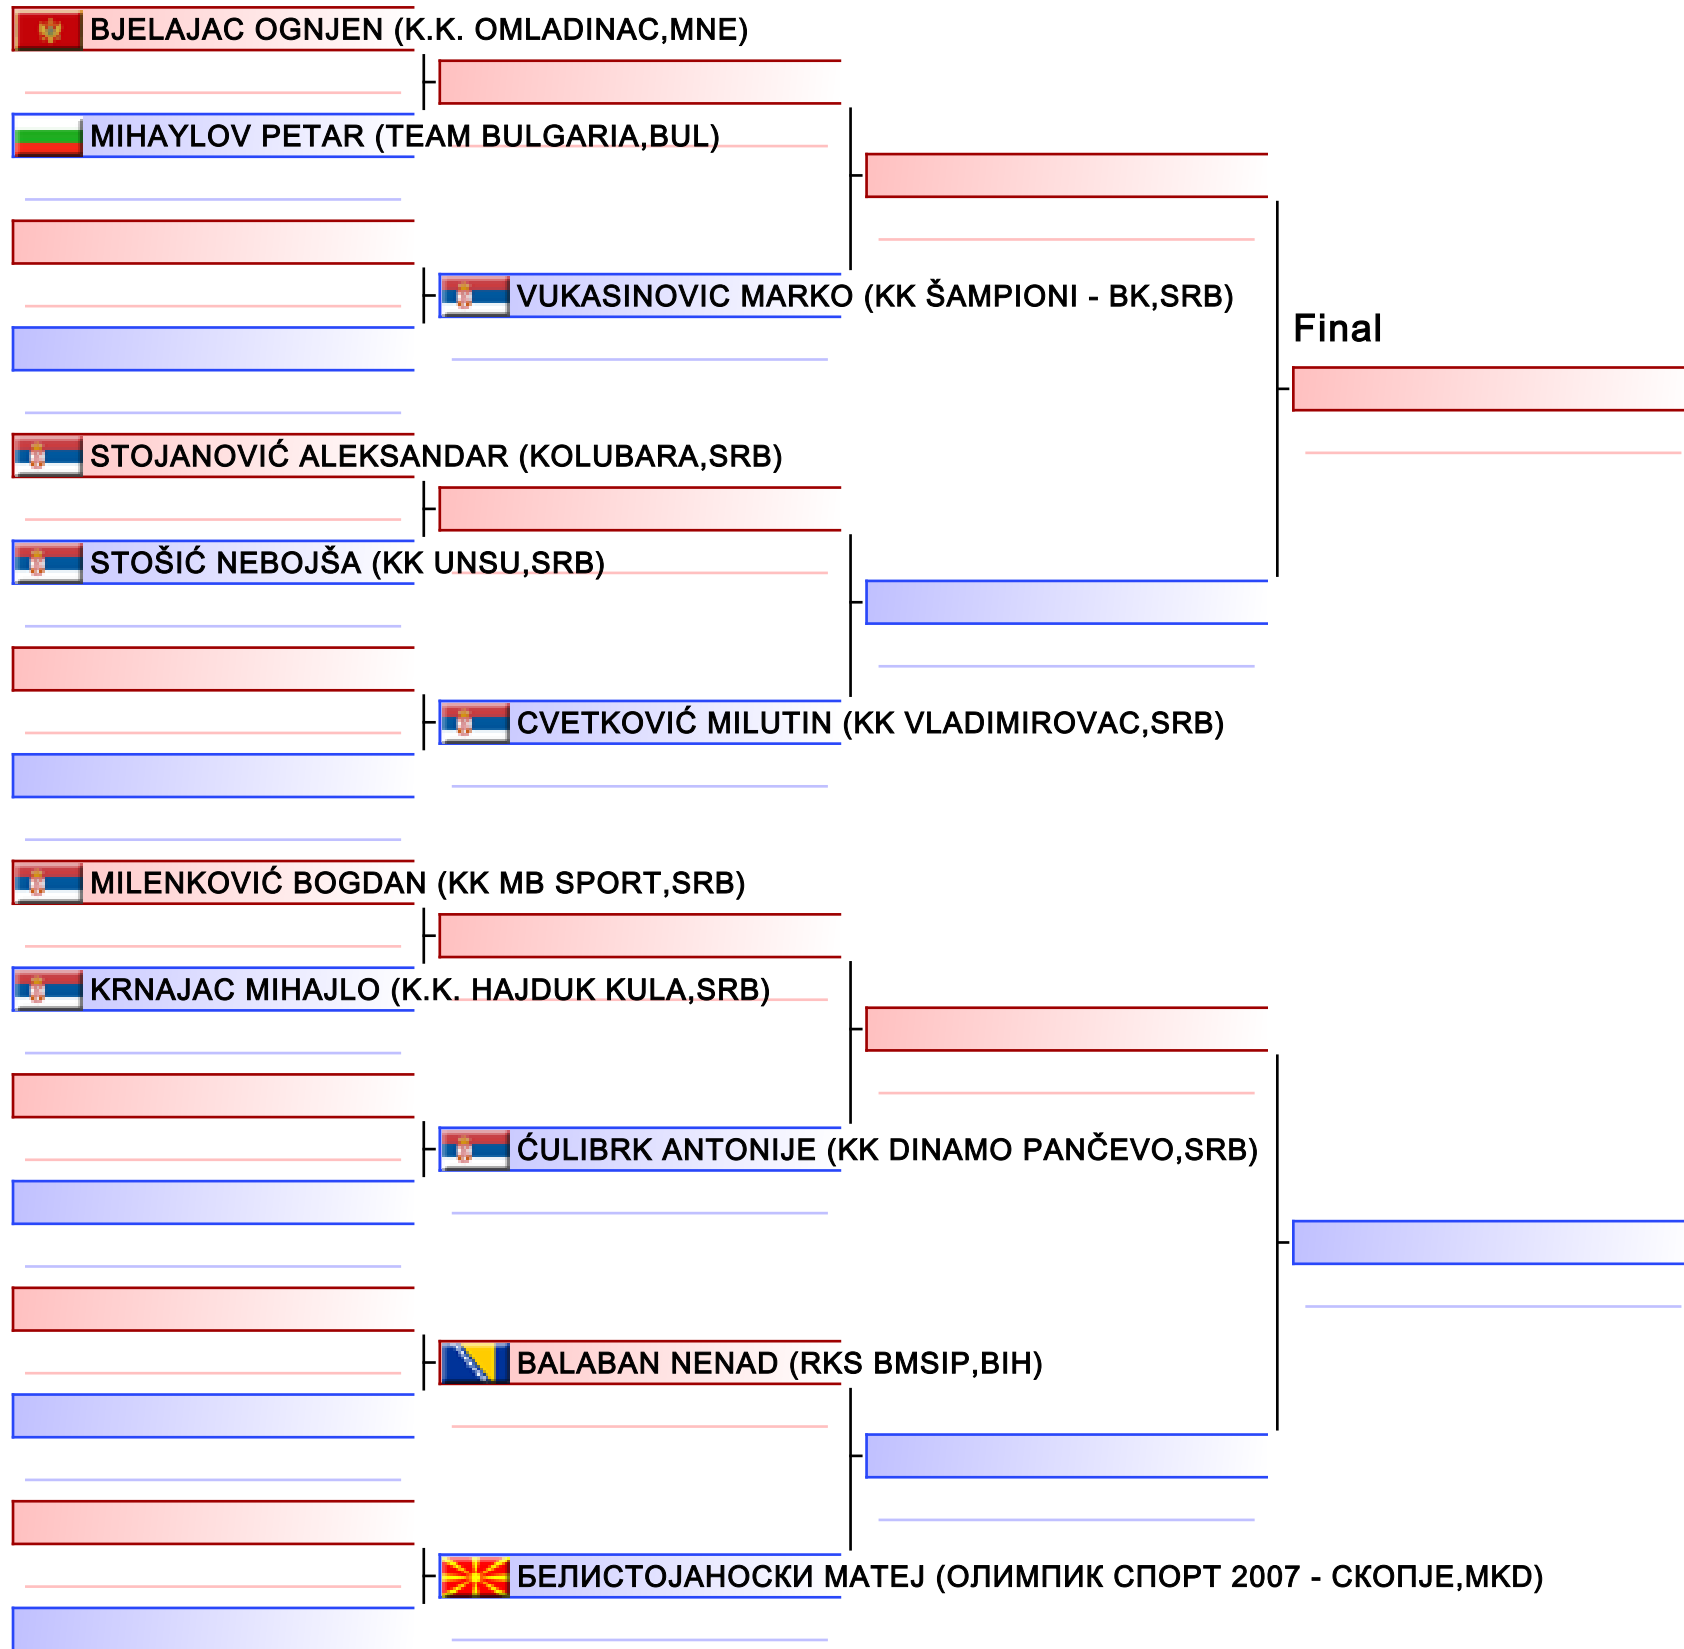 BJELAJAC OGNJEN (K.K. OMLADINAC,MNE)
MIHAYLOV PETAR (TEAM BULGARIA,BUL)
VUKASINOVIC MARKO (KK ŠAMPIONI - BK,SRB)
Final
STOJANOVIĆ ALEKSANDAR (KOLUBARA,SRB)
STOŠIĆ NEBOJŠA (KK UNSU,SRB)
CVETKOVIĆ MILUTIN (KK VLADIMIROVAC,SRB)
MILENKOVIĆ BOGDAN (KK MB SPORT,SRB)
KRNAJAC MIHAJLO (K.K. HAJDUK KULA,SRB)
ĆULIBRK ANTONIJE (KK DINAMO PANČEVO,SRB)
BALABAN NENAD (RKS BMSIP,BIH)
БЕЛИСТОЈАНОСКИ МАТЕЈ (ОЛИМПИК СПОРТ 2007 - СКОПЈЕ,MKD)